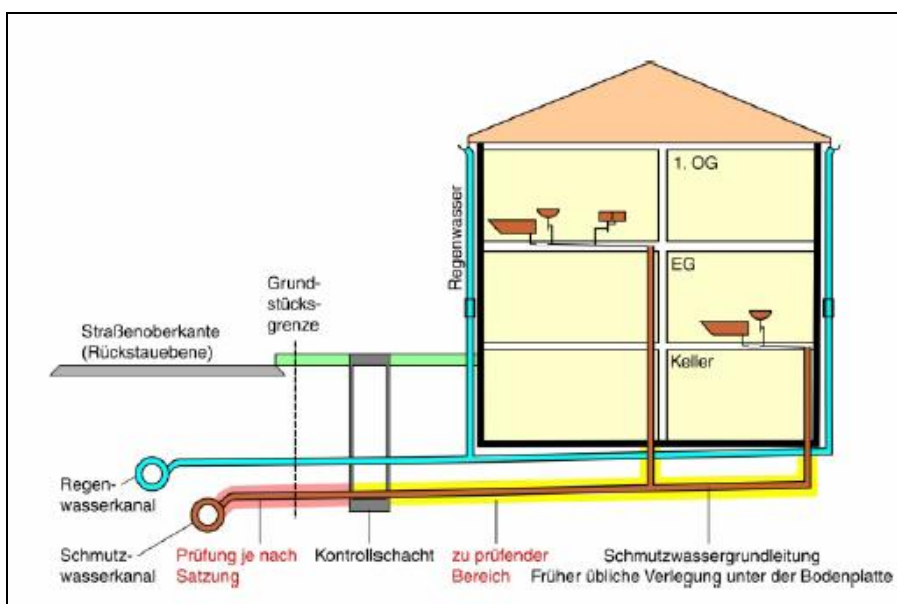 1. OG
Regenwasser
EG
Grund-
stücks-
grenze
Straßenoberkante
(Rückstauebene)
Keller
Regen-
wasserkanal
Schmutz-
wasserkanal
Prüfung je nach
Satzung
Kontrollschacht
zu prüfender
Bereich
Schmutzwassergrundleitung
Früher übliche Verlegung unter der Bodenplatte